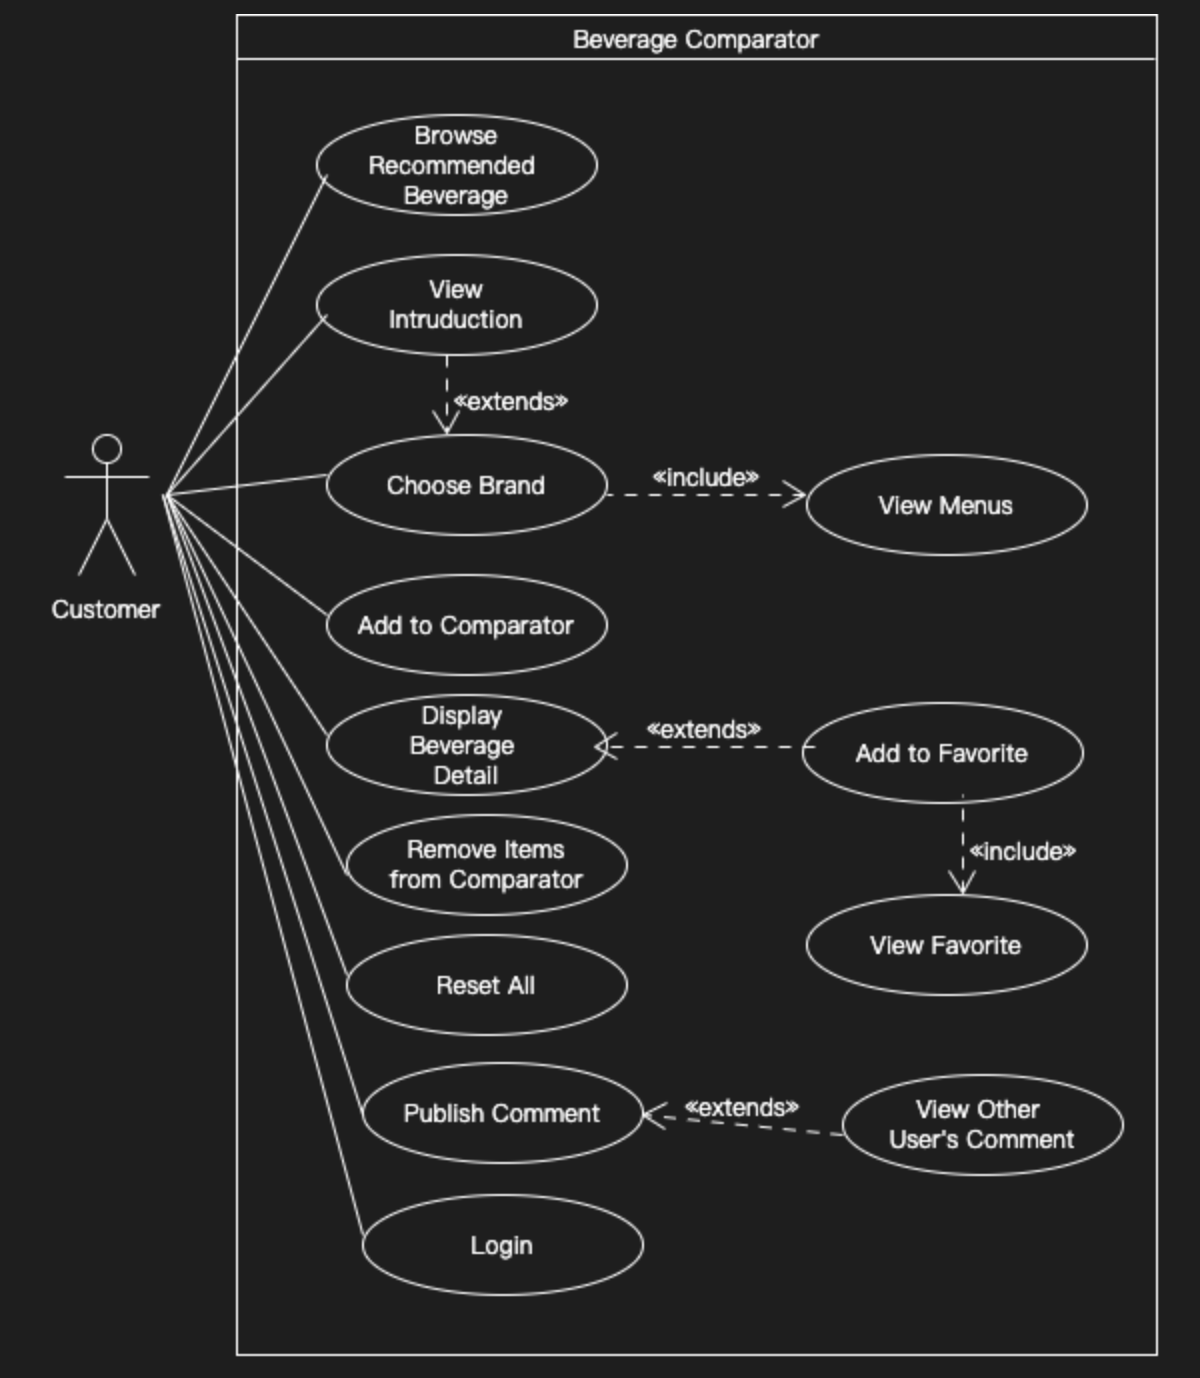 Beverage Comparator
Browse
Recommended
Beverage
View
Intruduction
«extends»
Choose Brand
«include»
View Menus
Customer
Add to Comparator
Display
Beverage
Detail
«extends»
Add to Favorite
Remove Items
from Comparator
«include»
View Favorite
Reset All
Publish Comment
«extends»
View Other
User's Comment
Login